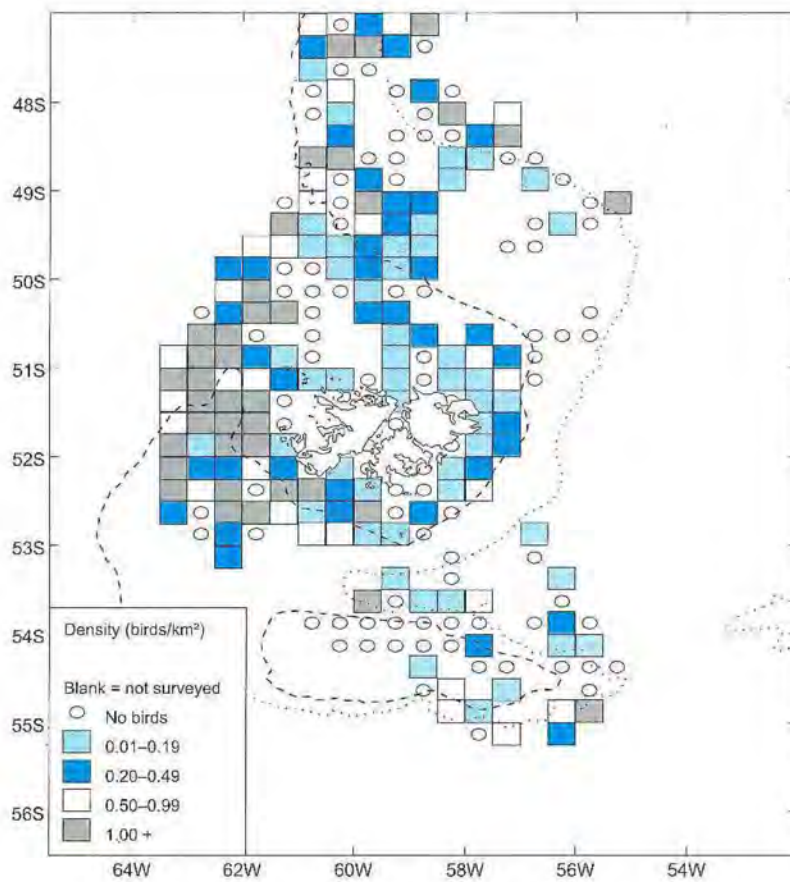 48S
49S
50S
51S
52S
53S
54S
55S
56S
Density (birds/km²)
Blank = not surveyed
No birds
0.01–0.19
0.20–0.49
0.50–0.99
1.00 +
64W 62W 60W 58W 56W 54W